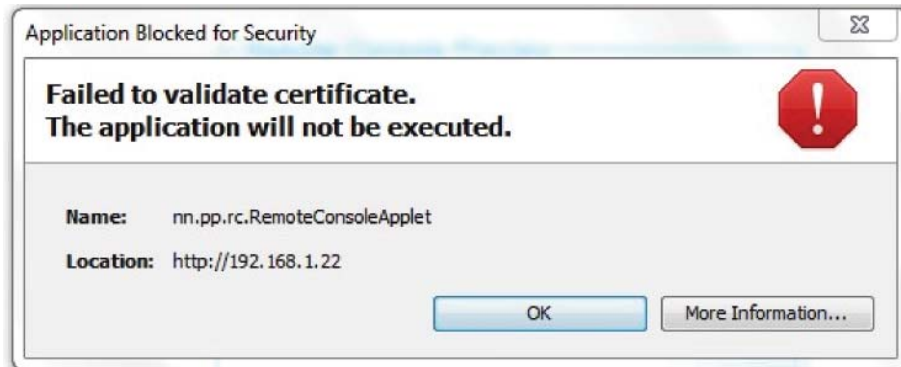 Application Blocked for Security
Failed to validate certificate.
The application will not be executed.
Name: nn.pp.rc.RemoteConsoleApplet
Location: http://192.168.1.22
OK More Information...